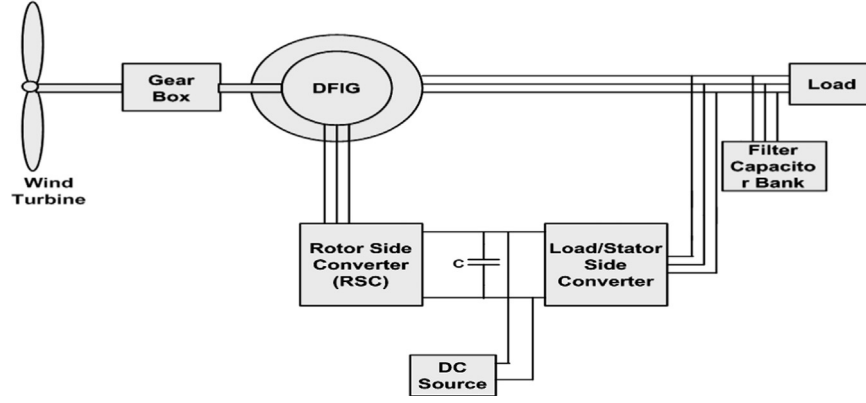 Gear
Box
DFIG
Load
Filter
Capacito
r Bank
Wind
Turbine
Rotor Side
Converter
(RSC)
C
Load/Stator
Side
Converter
DC
Source